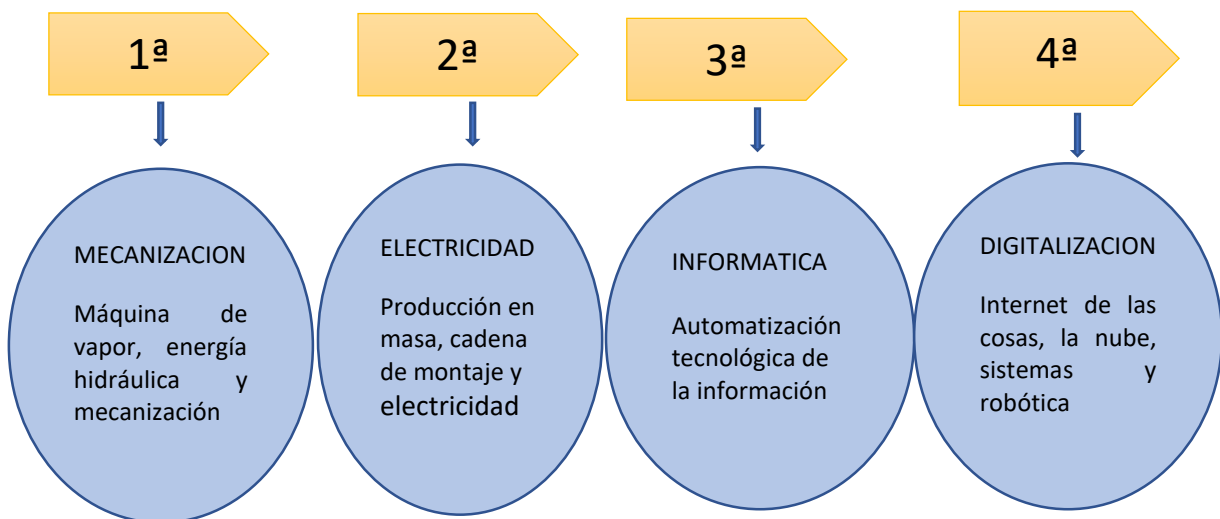 1ª
MECANIZACION
Máquina de
vapor, energía
hidráulica y
mecanización
2ª
ELECTRICIDAD
Producción en
masa, cadena
de montaje y
electricidad
3ª
INFORMATICA
Automatización
tecnológica de
la información
4ª
DIGITALIZACION
Internet de las
cosas, la nube,
sistemas y
robótica